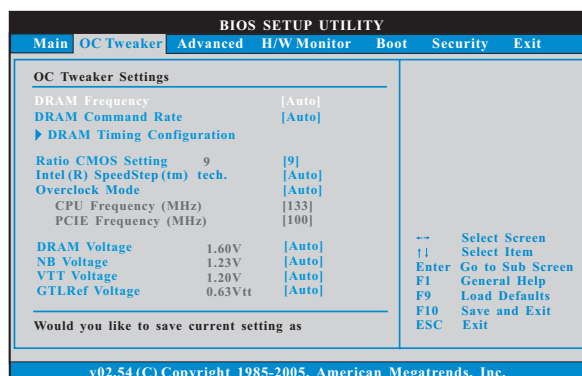 BIOS SETUP UTILITY
Main OC Tweaker Advanced H/W Monitor Boot Security Exit
OC Tweaker Settings
DRAM Frequency [Auto]
DRAM Command Rate [Auto]
DRAM Timing Configuration
Ratio CMOS Setting 9 [9]
Intel (R) SpeedStep(tm) tech. [Auto]
Overclock Mode [Auto]
CPU Frequency (MHz) [133]
PCIE Frequency (MHz) [100]
DRAM Voltage 1.60V [Auto]
NB Voltage 1.23V [Auto]
VTT Voltage 1.20V [Auto]
GTLRef Voltage 0.63Vtt [Auto]
Would you like to save current setting as
←→ Select Screen
↑↓ Select Item
Enter Go to Sub Screen
F1 General Help
F9 Load Defaults
F10 Save and Exit
ESC Exit
v02.54 (C) Copyright 1985-2005, American Megatrends, Inc.